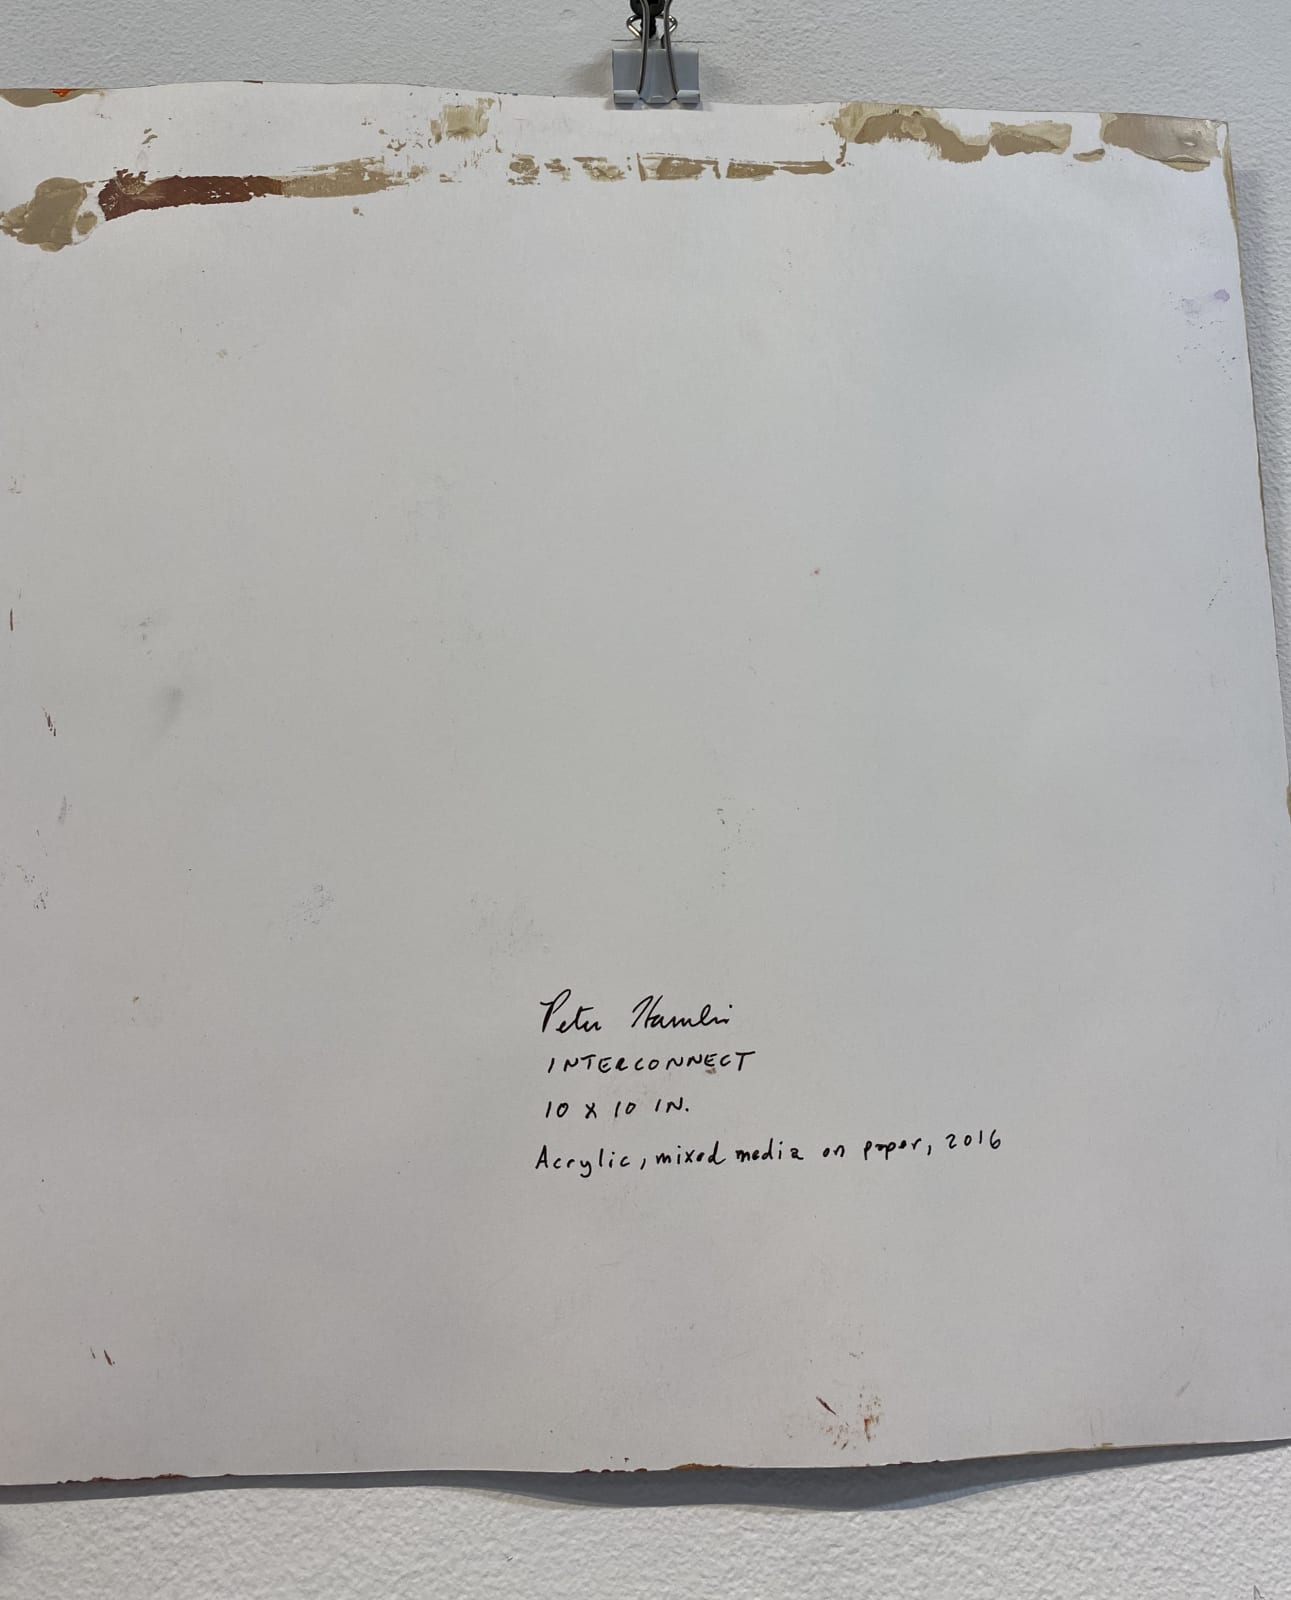 Peter Hamlin
INTERCONNECT
10 x 10 IN.
Acrylic, mixed media on paper, 2016